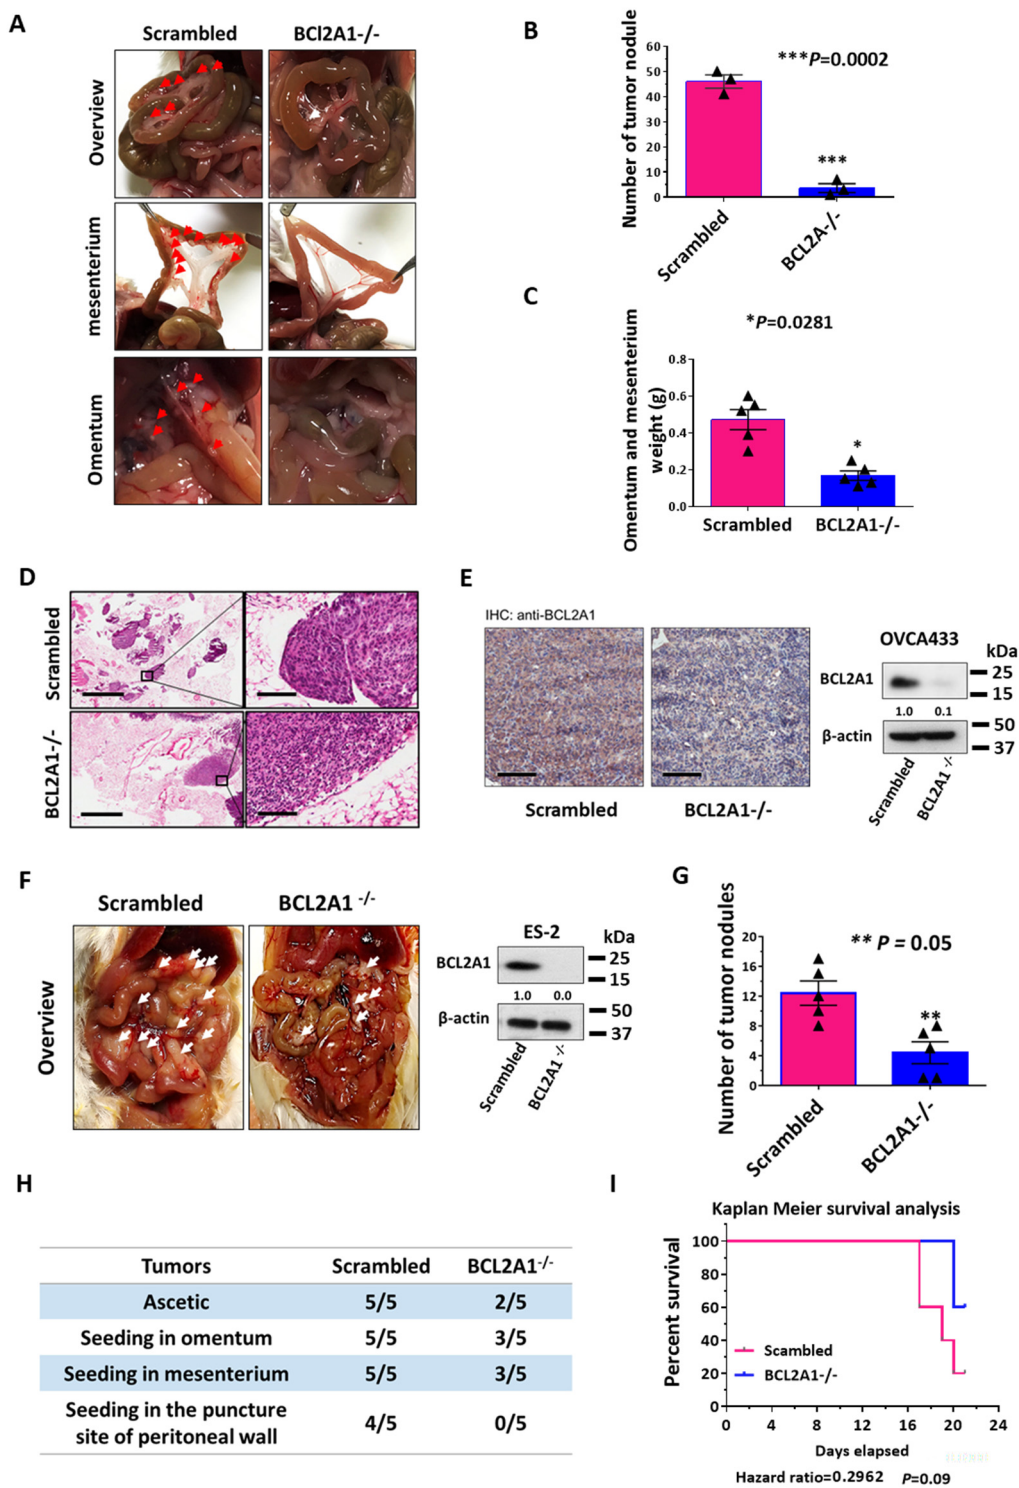 A
Scrambled
BCl2A1-/-
Overview
mesenterium
Omentum
B
Number of tumor nodule
60
50
40
30
20
10
0
***P=0.0002
***
Scrambled
BCL2A-/-
C
*P=0.0281
Omentum and mesenterium
weight (g)
0.8
0.6
0.4
0.2
0.0
*
Scrambled
BCL2A1-/-
D
Scrambled
BCL2A1-/-
E
IHC: anti-BCL2A1
Scrambled
BCL2A1-/-
OVCA433
kDa
BCL2A1
25
15
1.0 0.1
β-actin
50
37
Scrambled
BCL2A1 -/-
F
Scrambled
BCL2A1 -/-
Overview
ES-2
kDa
BCL2A1
25
15
1.0 0.0
β-actin
50
37
Scrambled
BCL2A1 -/-
G
Number of tumor nodules
20
16
12
8
4
0
** P = 0.05
**
Scrambled
BCL2A1-/-
H
Tumors Scrambled BCL2A1-/-
Ascetic 5/5 2/5
Seeding in omentum 5/5 3/5
Seeding in mesenterium 5/5 3/5
Seeding in the puncture
site of peritoneal wall 4/5 0/5
I
Kaplan Meier survival analysis
Percent survival
100
80
60
40
20
0
Scambled
BCL2A1-/-
0 4 8 12 16 20 24
Days elapsed
Hazard ratio=0.2962 P=0.09